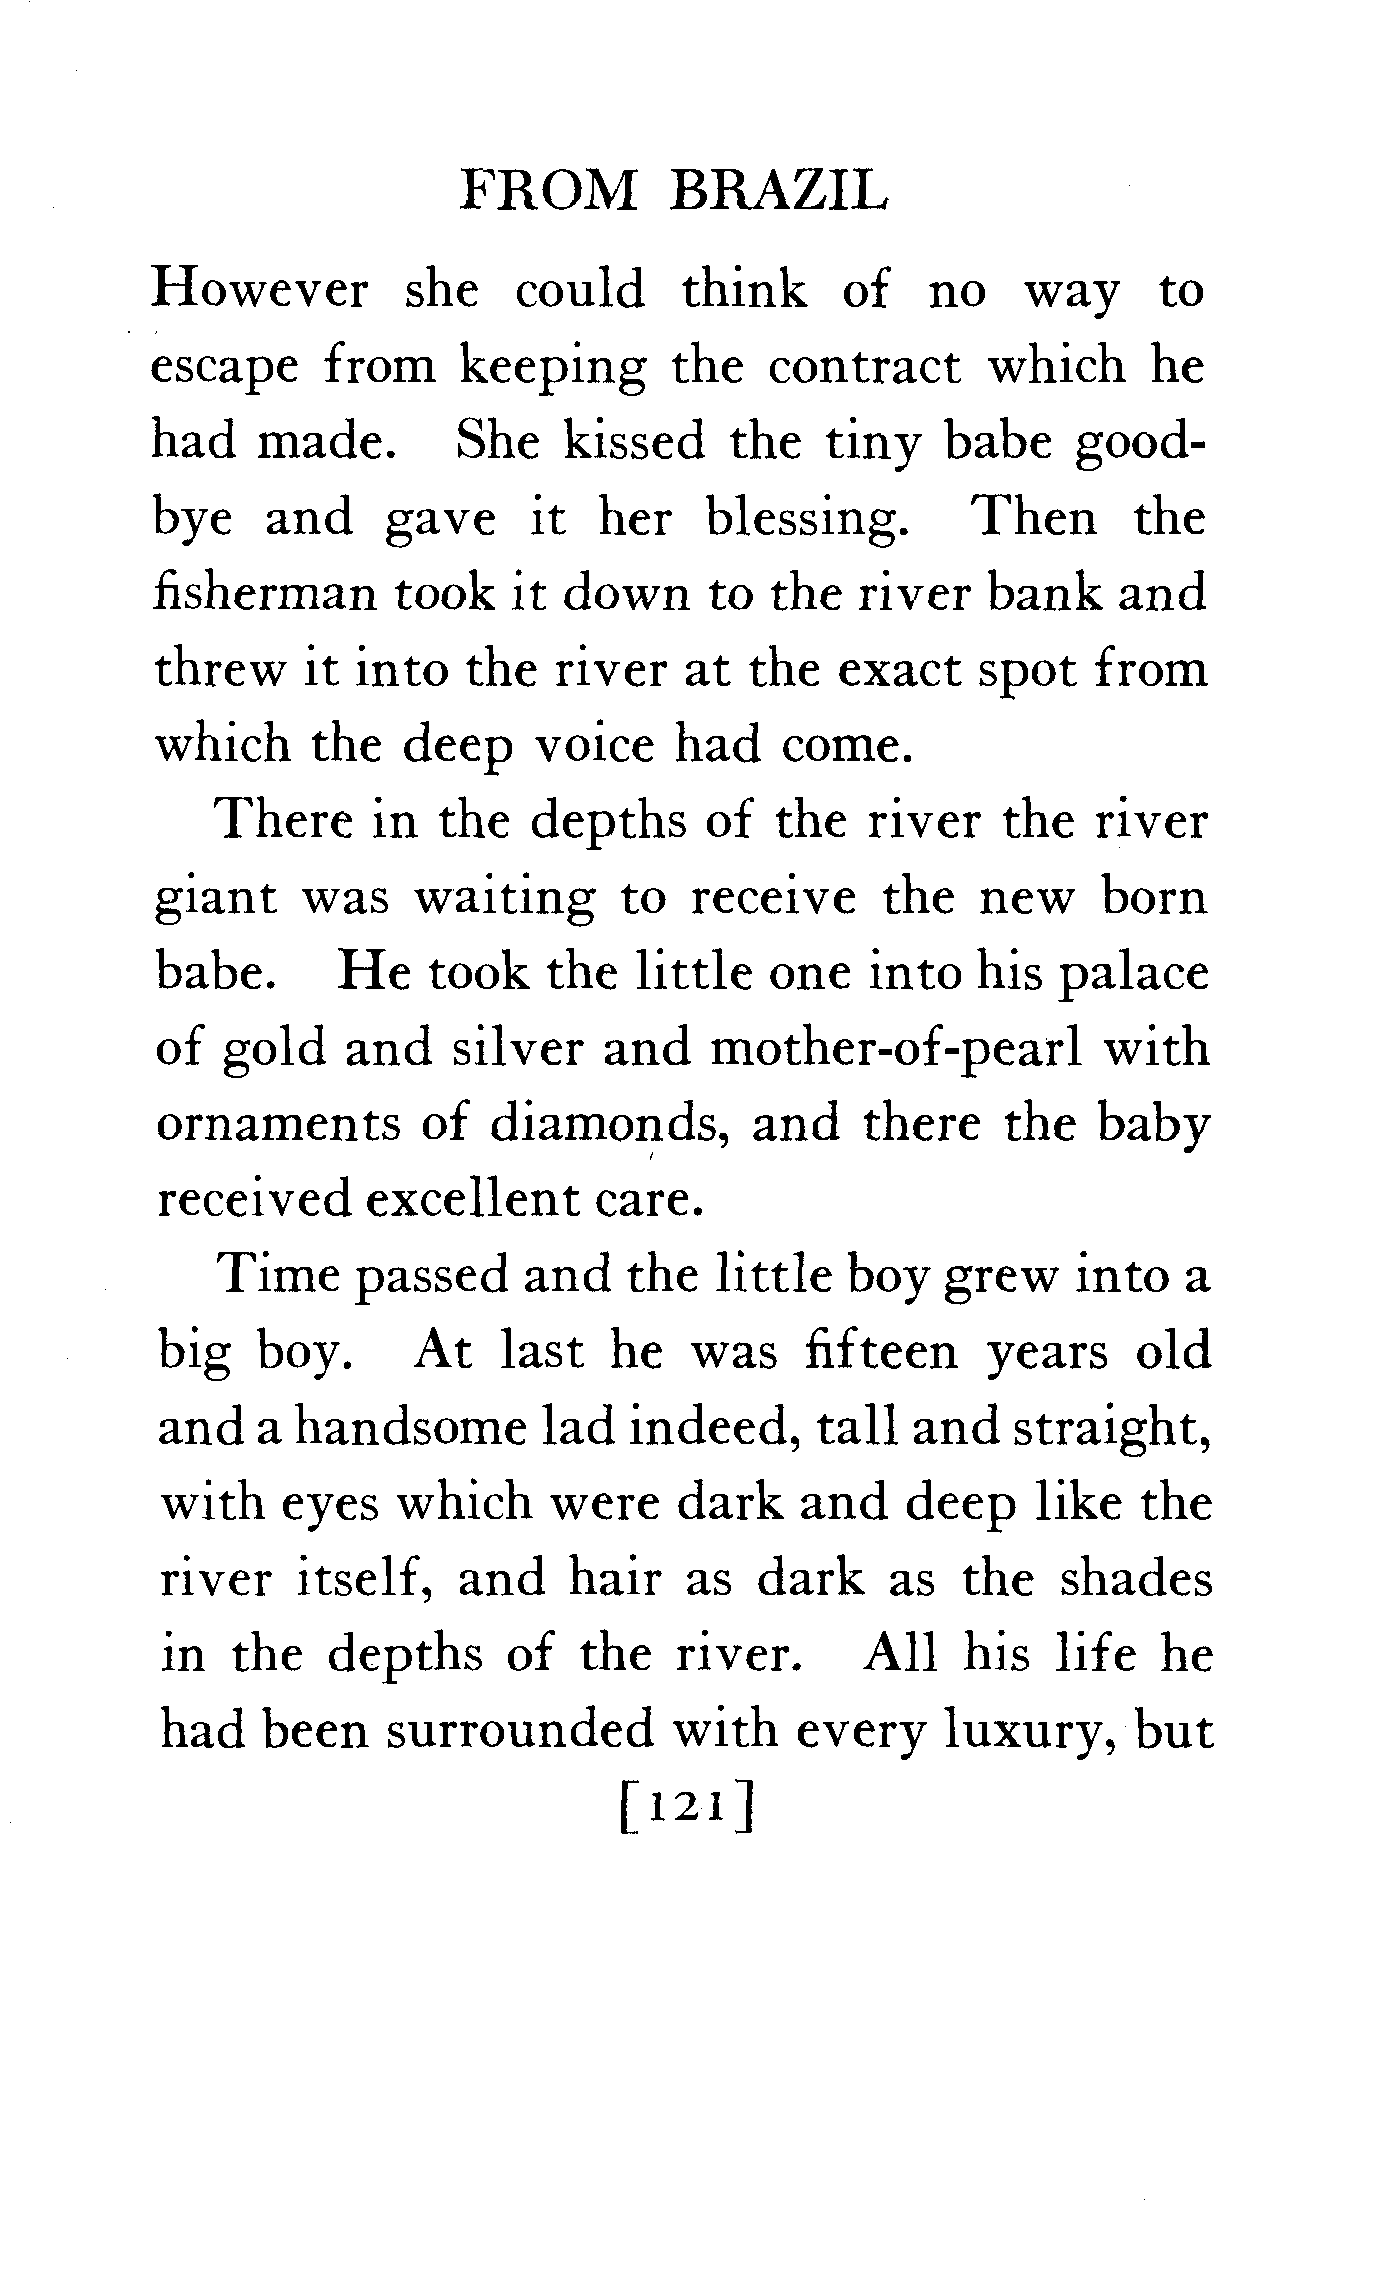 FROM BRAZIL
However she could think of no way to
escape from keeping the contract which he
had made. She kissed the tiny babe good-
bye and gave it her blessing. Then the
fisherman took it down to the river bank and
threw it into the river at the exact spot from
which the deep voice had come.
There in the depths of the river the river
giant was waiting to receive the new born
babe. He took the little one into his palace
of gold and silver and mother-of-pearl with
ornaments of diamonds, and there the baby
received excellent care.
Time passed and the little boy grew into a
big boy. At last he was fifteen years old
and a handsome lad indeed, tall and straight,
with eyes which were dark and deep like the
river itself, and hair as dark as the shades
in the depths of the river. All his life he
had been surrounded with every luxury, but
[121]